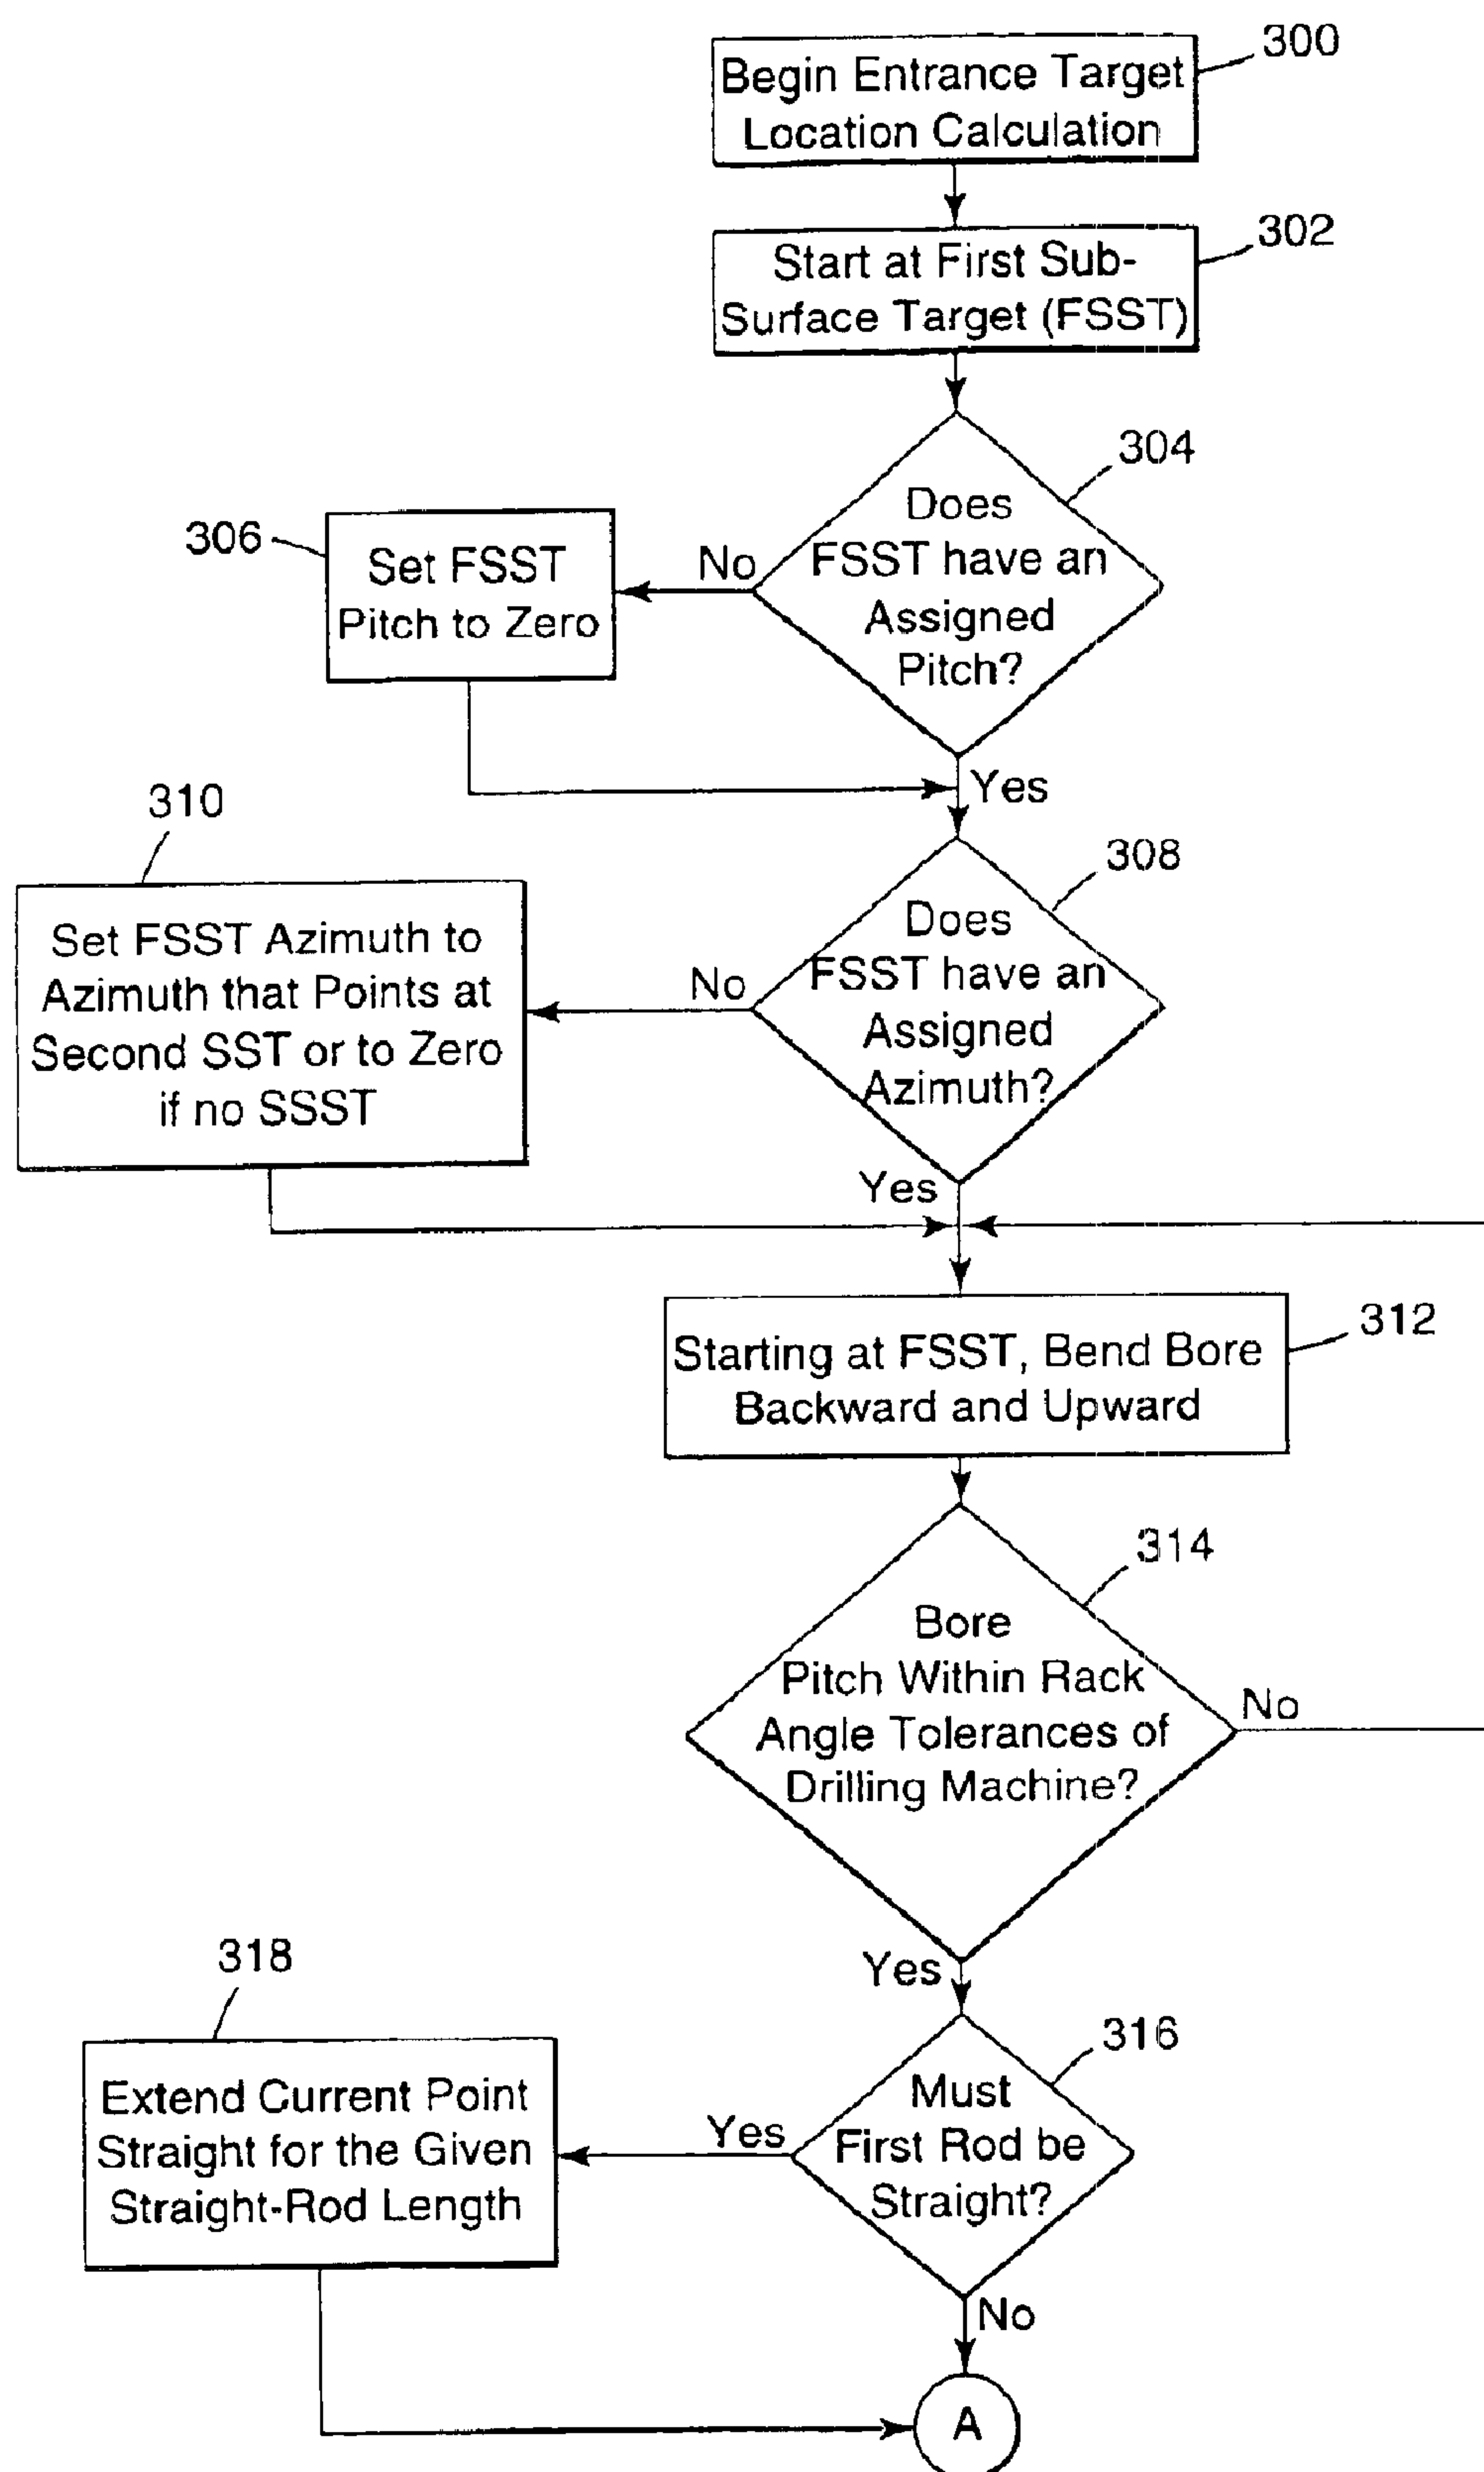 300
Begin Entrance Target
Location Calculation
302
Start at First Sub-
Surface Target (FSST)
304
Does
FSST have an
Assigned
Pitch?
No
306
Set FSST
Pitch to Zero
Yes
308
Does
FSST have an
Assigned
Azimuth?
No
310
Set FSST Azimuth to
Azimuth that Points at
Second SST or to Zero
if no SSST
Yes
312
Starting at FSST, Bend Bore
Backward and Upward
314
Bore
Pitch Within Rack
Angle Tolerances of
Drilling Machine?
No
Yes
316
Must
First Rod be
Straight?
Yes
318
Extend Current Point
Straight for the Given
Straight-Rod Length
No
A